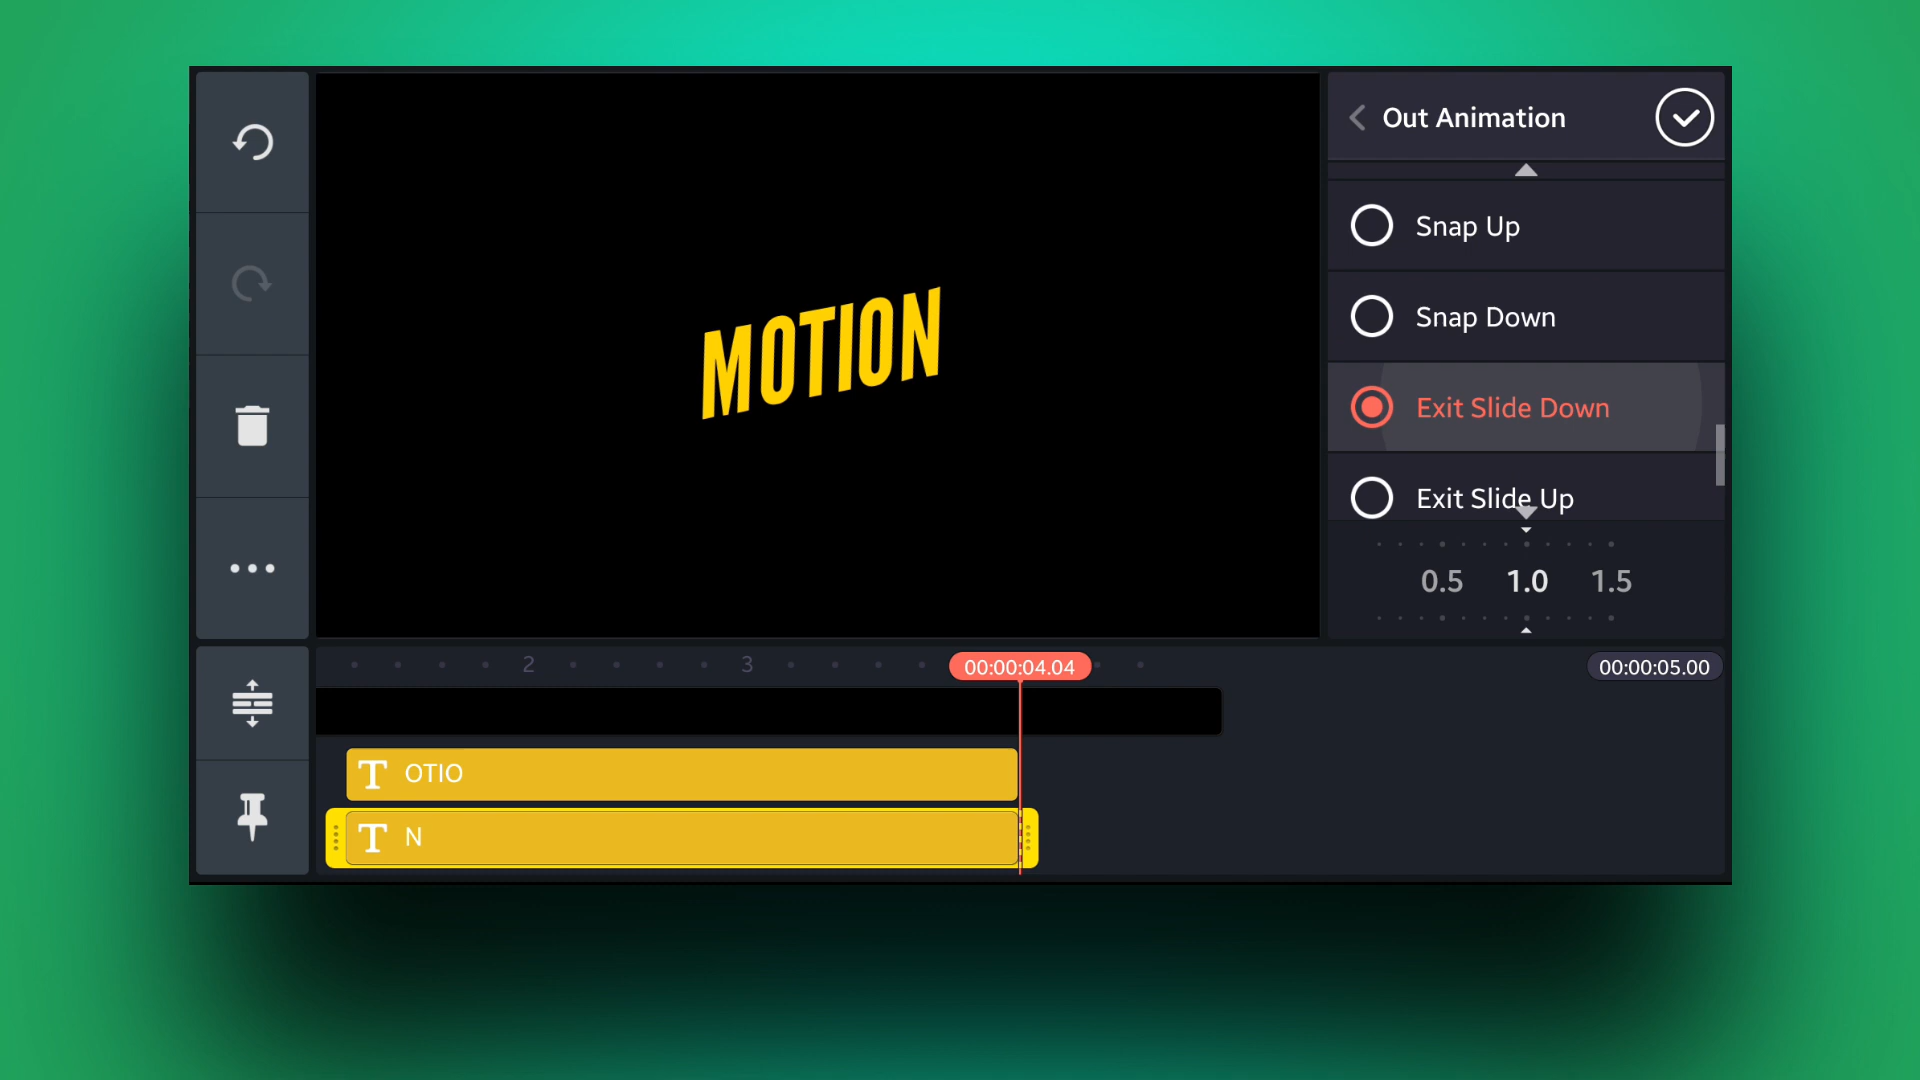 Out Animation
Snap Up
MOTION
Snap Down
Exit Slide Down
Exit Slide Up
0.5 1.0 1.5
2 3 00:00:04.04 00:00:05.00
T OTIO
T N